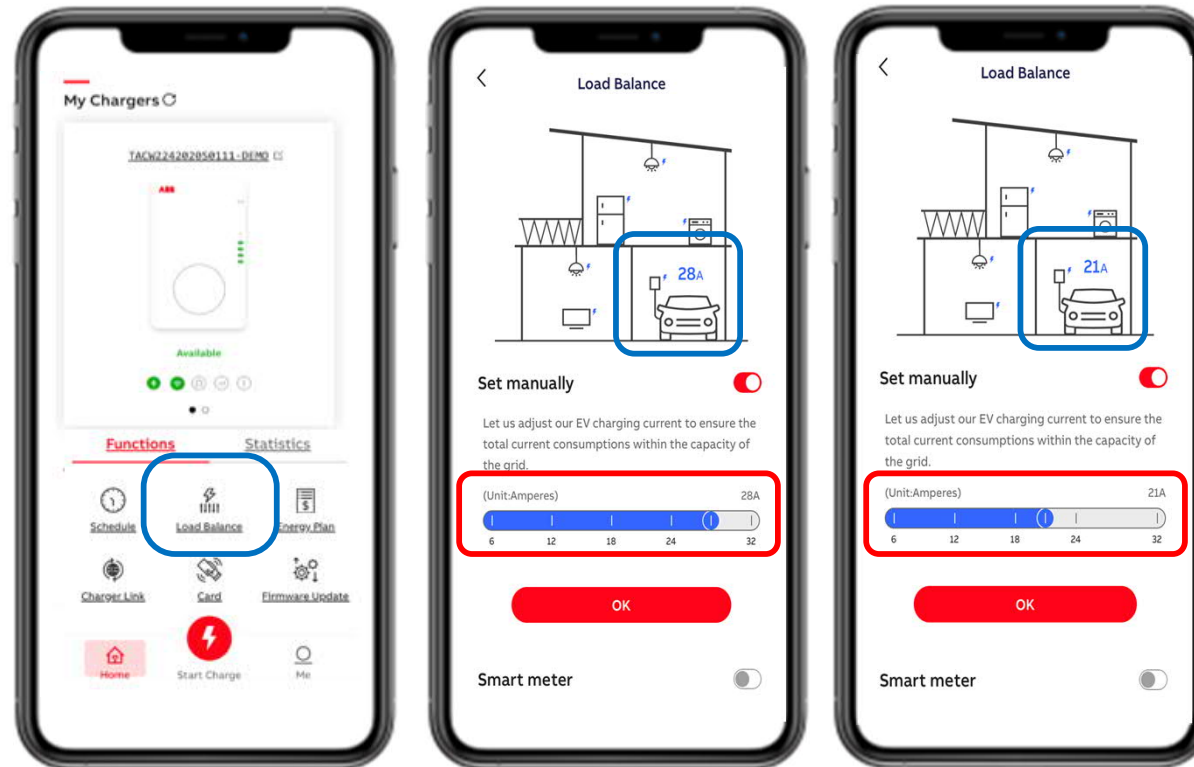 My Chargers
TACW224202050111-DEMO
ABB
Available
Functions Statistics
Schedule Load Balance Energy Plan
Charger Link Card Firmware Update
Home Start Charge Me
Load Balance
28A
Set manually
Let us adjust our EV charging current to ensure the
total current consumptions within the capacity of
the grid.
(Unit:Amperes) 28A
6 12 18 24 32
OK
Smart meter
Load Balance
21A
Set manually
Let us adjust our EV charging current to ensure the
total current consumptions within the capacity of
the grid.
(Unit:Amperes) 21A
6 12 18 24 32
OK
Smart meter